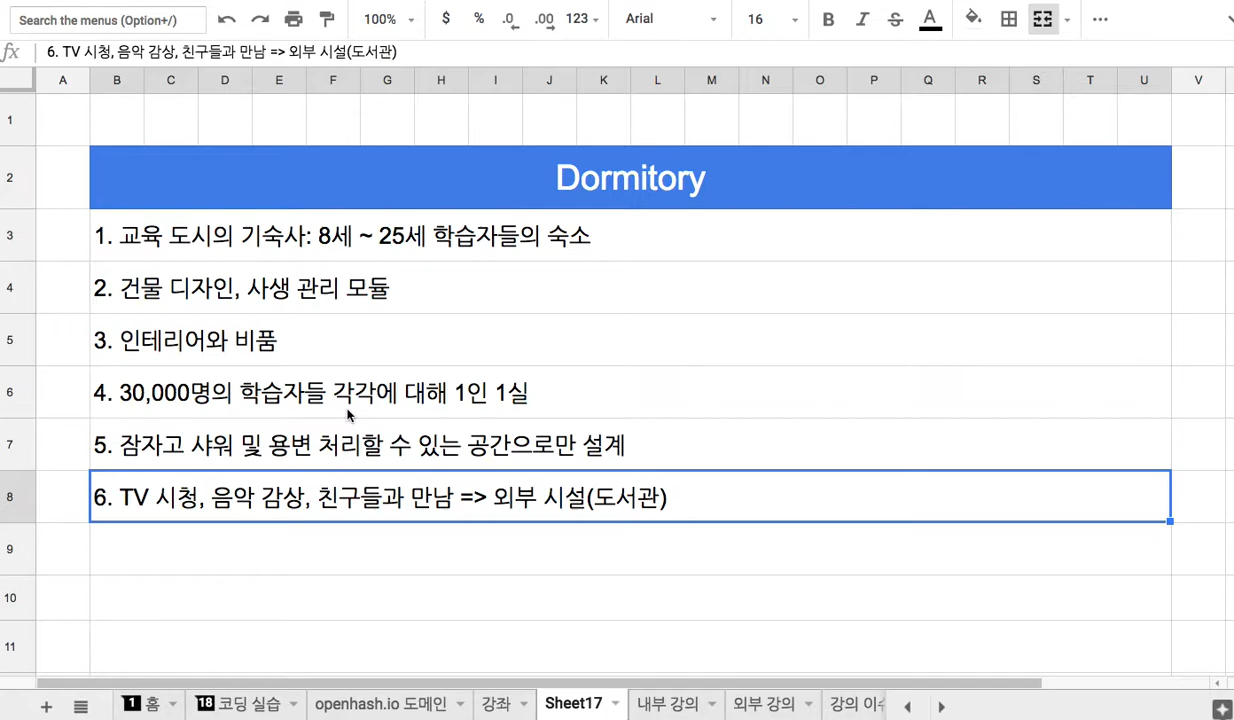 Search the menus (Option+/)
100%
$ % .0 .00 123
Arial
16
B I S A
fx 6. TV 시청, 음악 감상, 친구들과 만남 => 외부 시설(도서관)
A B C D E F G H I J K L M N O P Q R S T U V
1
2 Dormitory
3 1. 교육 도시의 기숙사: 8세 ~ 25세 학습자들의 숙소
4 2. 건물 디자인, 사생 관리 모듈
5 3. 인테리어와 비품
6 4. 30,000명의 학습자들 각각에 대해 1인 1실
7 5. 잠자고 샤워 및 용변 처리할 수 있는 공간으로만 설계
8 6. TV 시청, 음악 감상, 친구들과 만남 => 외부 시설(도서관)
9
10
11
1 홈 18 코딩 실습 openhash.io 도메인 강좌 Sheet17 내부 강의 외부 강의 강의